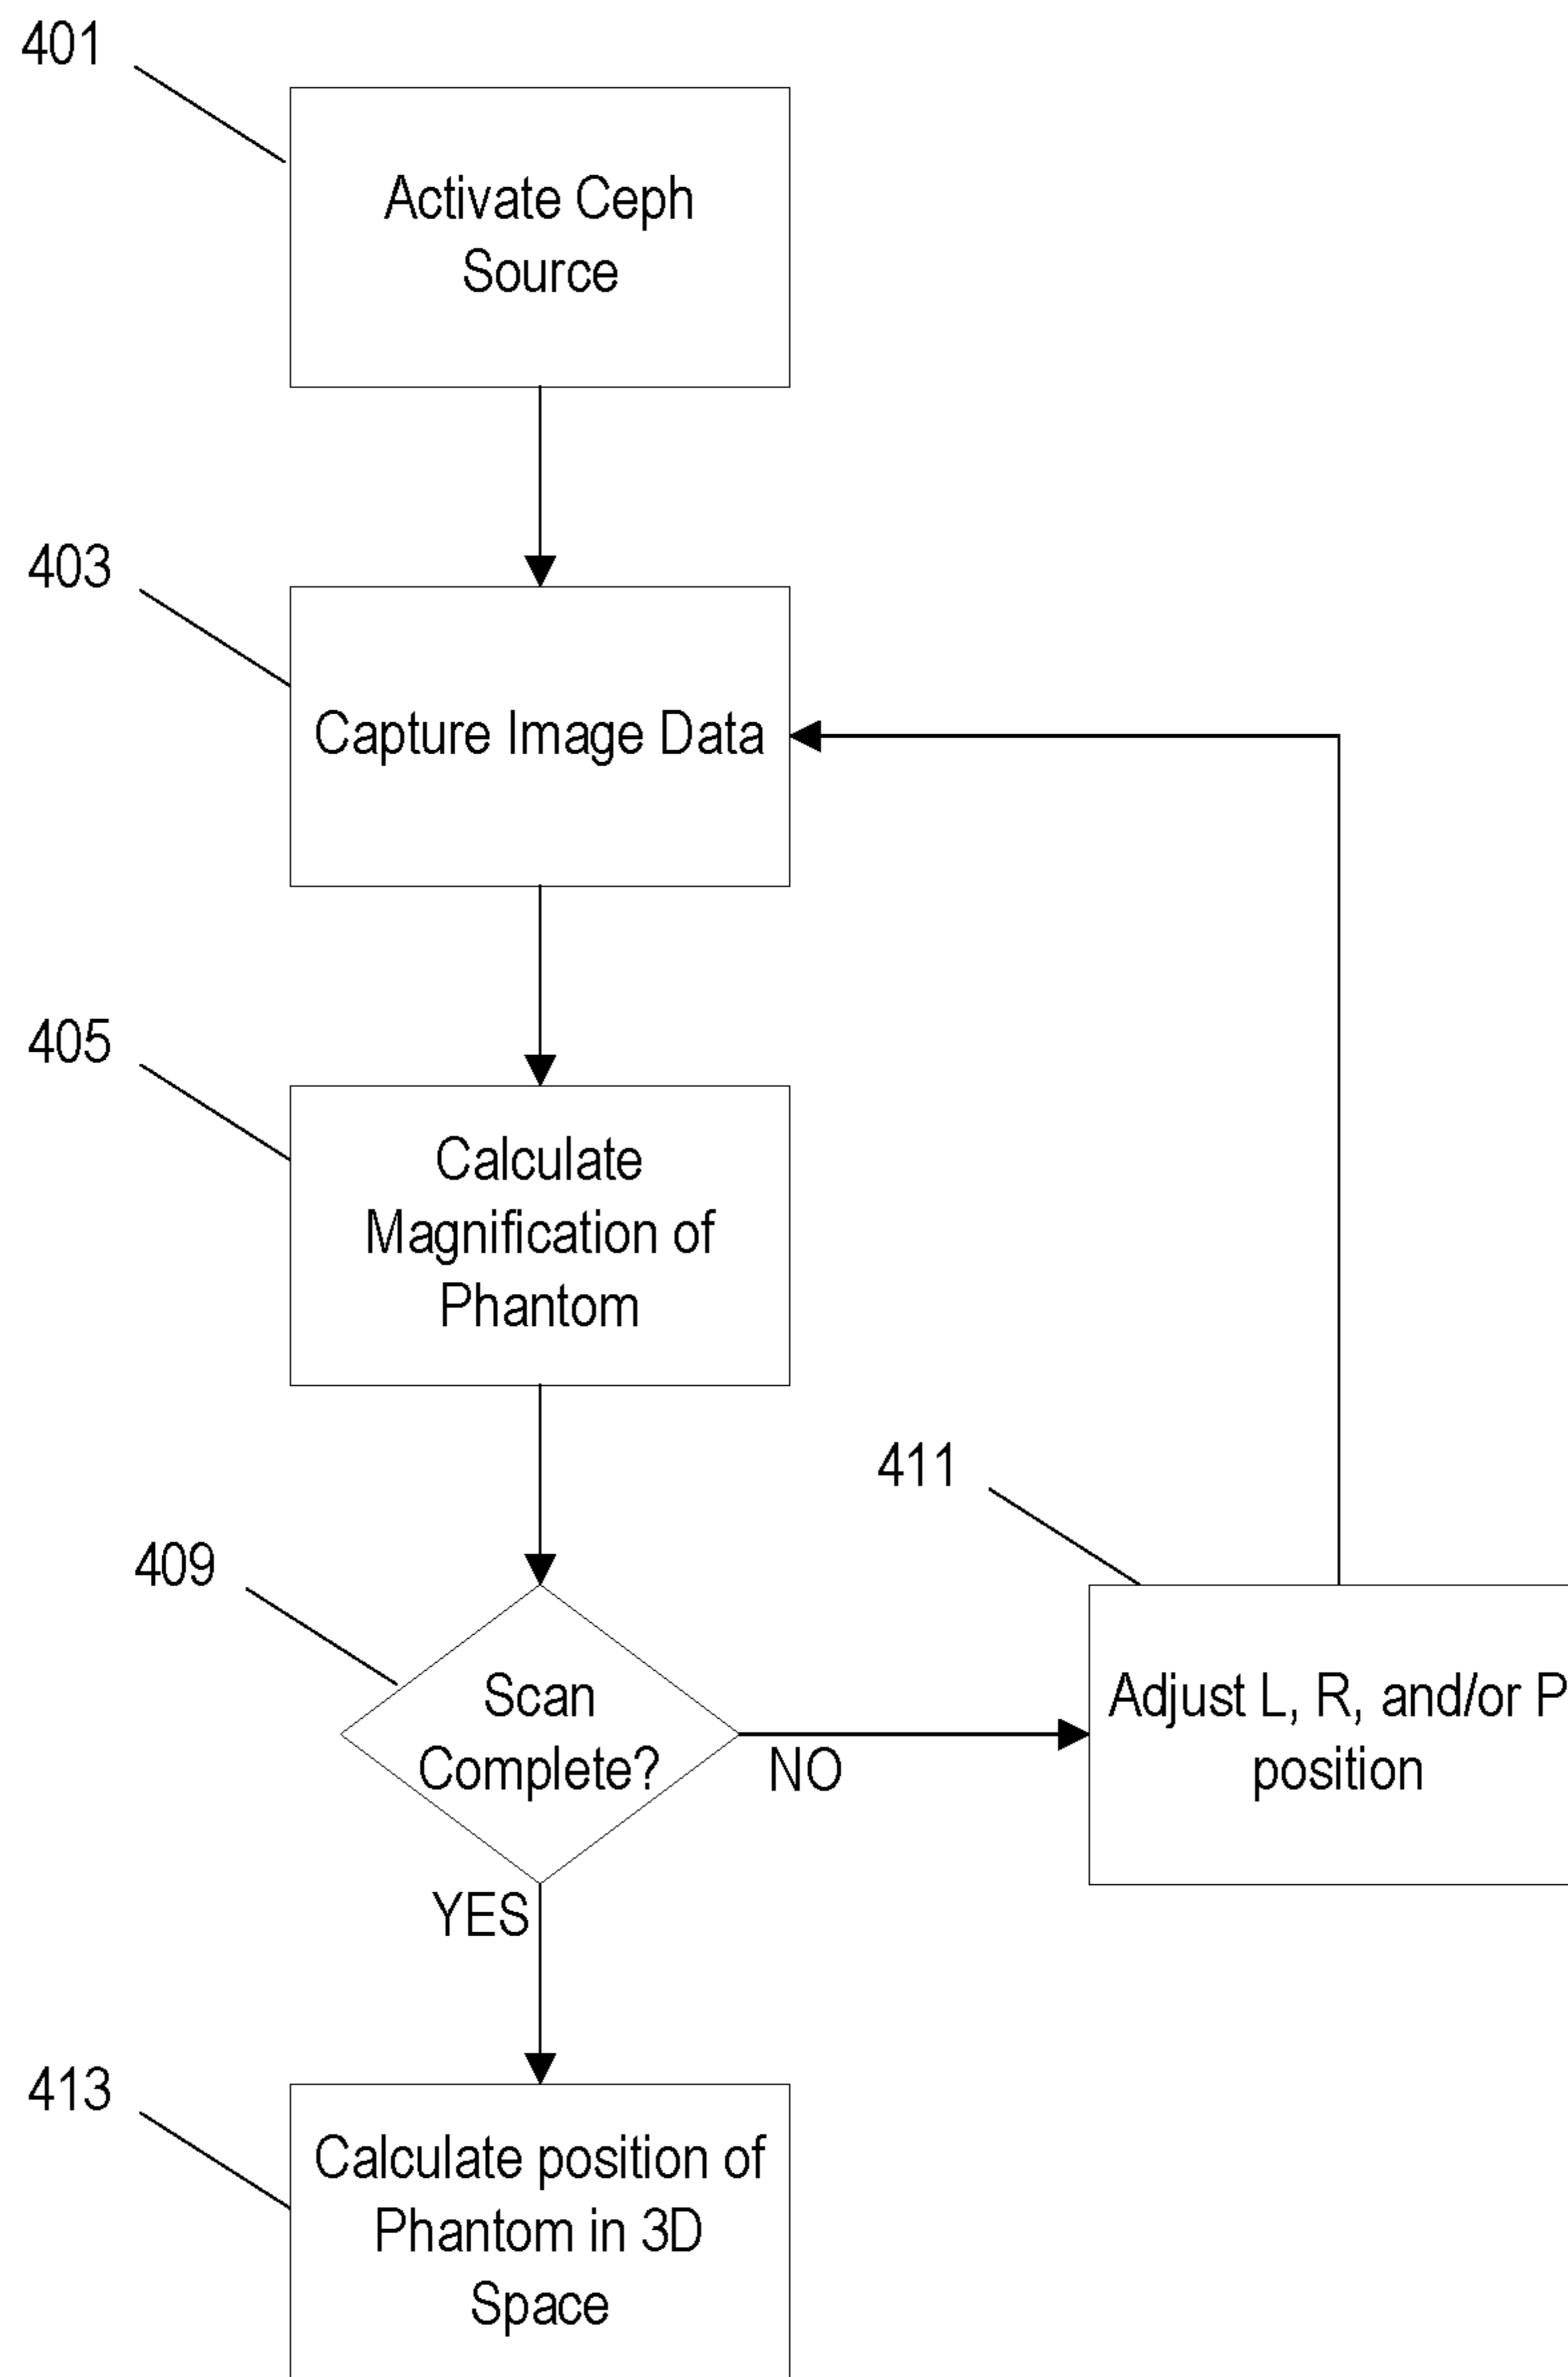 401
Activate Ceph
Source
403
Capture Image Data
405
Calculate
Magnification of
Phantom
409
Scan
Complete?
NO
YES
411
Adjust L, R, and/or P
position
413
Calculate position of
Phantom in 3D
Space